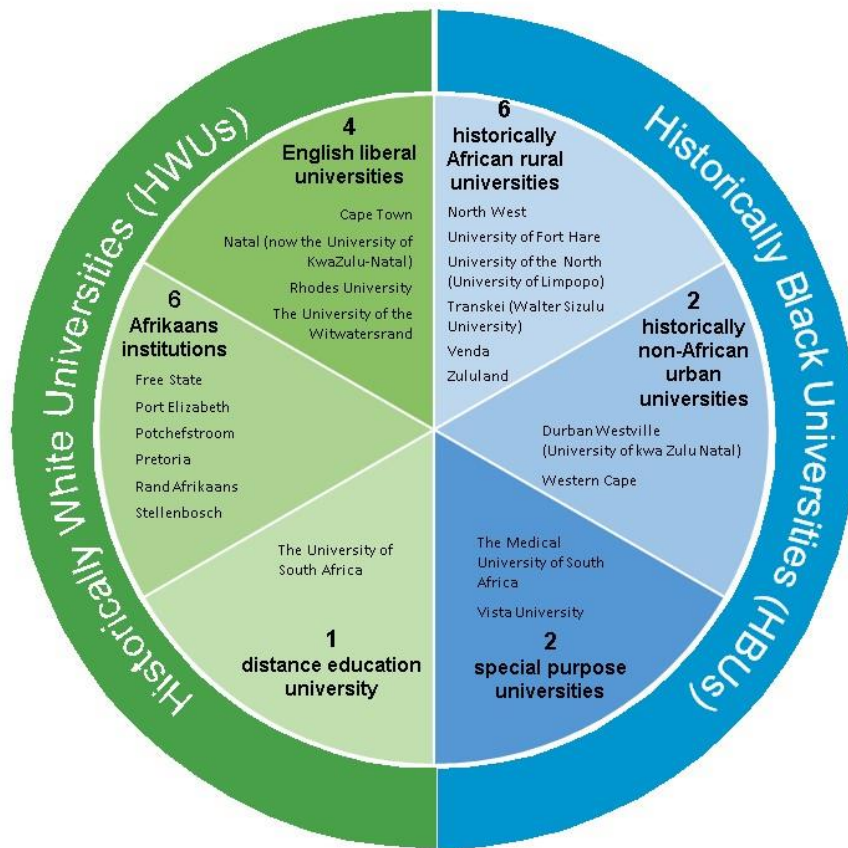 Historically White Universities (HWUs)
4
English liberal
universities
Cape Town
Natal (now the University of
KwaZulu-Natal)
Rhodes University
The University of the
Witwatersrand
6
Afrikaans
institutions
Free State
Port Elizabeth
Potchefstroom
Pretoria
Rand Afrikaans
Stellenbosch
The University of
South Africa
1
distance education
university
Historically Black Universities (HBUs)
6
historically
African rural
universities
North West
University of Fort Hare
University of the North
(University of Limpopo)
Transkei (Walter Sizulu
University)
Venda
Zululand
2
historically
non-African
urban
universities
Durban Westville
(University of kwa Zulu Natal)
Western Cape
The Medical
University of South
Africa
Vista University
2
special purpose
universities